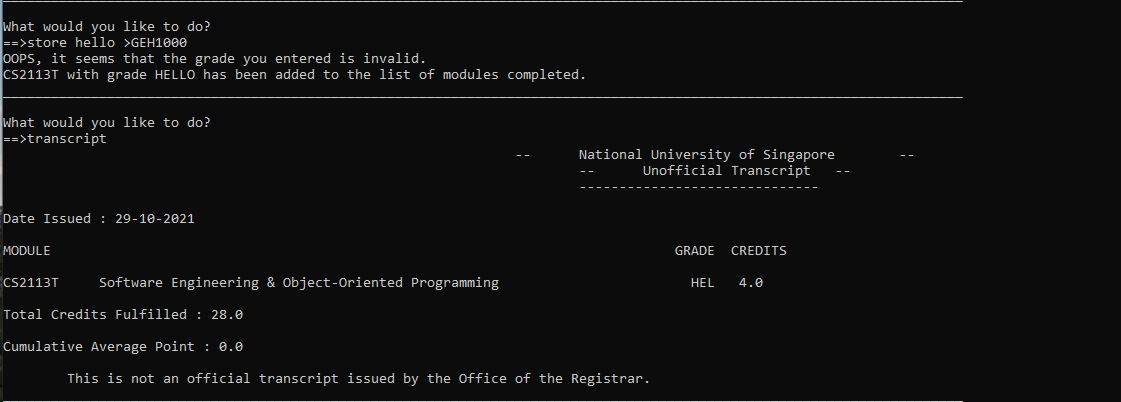 What would you like to do?
==>store hello >GEH1000
OOPS, it seems that the grade you entered is invalid.
CS2113T with grade HELLO has been added to the list of modules completed.
What would you like to do?
==>transcript
-- National University of Singapore --
-- Unofficial Transcript --
------------------------------
Date Issued : 29-10-2021
MODULE GRADE CREDITS
CS2113T Software Engineering & Object-Oriented Programming HEL 4.0
Total Credits Fulfilled : 28.0
Cumulative Average Point : 0.0
This is not an official transcript issued by the Office of the Registrar.